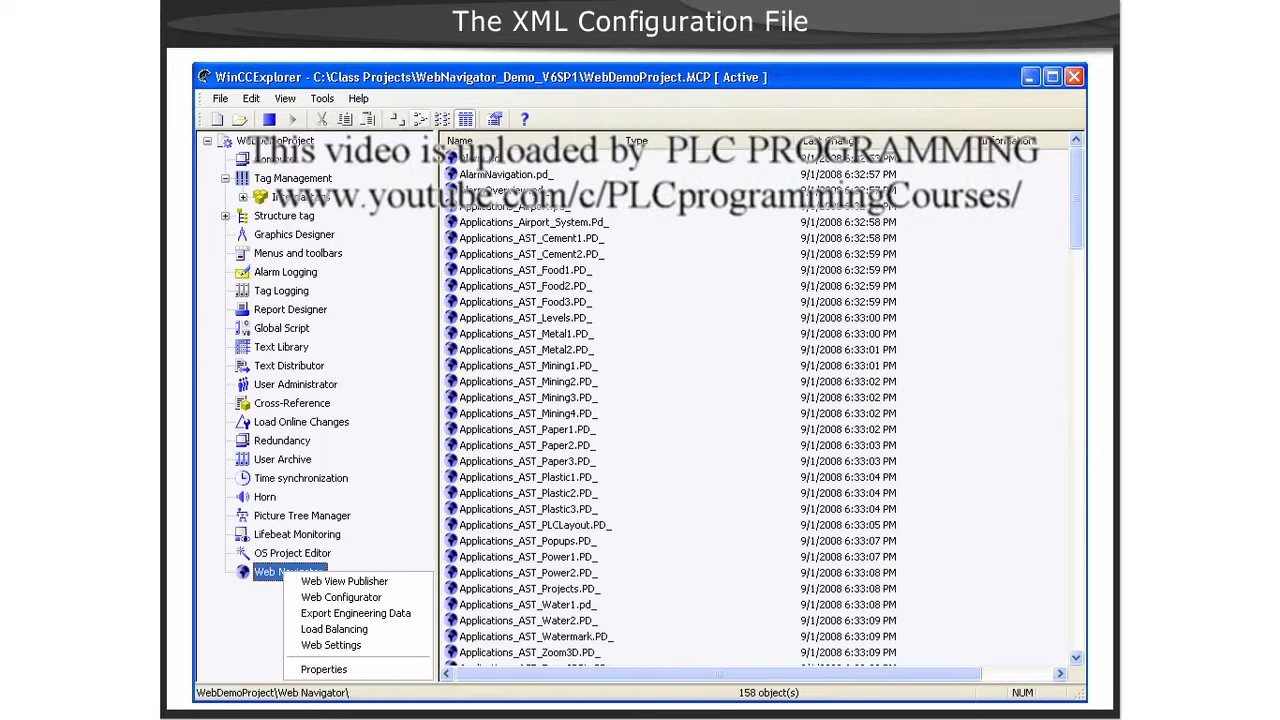 The XML Configuration File
WinCCExplorer - C:\Class Projects\WebNavigator_Demo_V6SP1\WebDemoProject.MCP [ Active ]
File Edit View Tools Help
This video is uploaded by PLC PROGRAMMING
www.youtube.com/c/PLCprogrammingCourses/
WebDemoProject
Tag Management
Structure tag
Graphics Designer
Menus and toolbars
Alarm Logging
Tag Logging
Report Designer
Global Script
Text Library
Text Distributor
User Administrator
Cross-Reference
Load Online Changes
Redundancy
User Archive
Time synchronization
Horn
Picture Tree Manager
Lifebeat Monitoring
OS Project Editor
Web Navigator
Web View Publisher
Web Configurator
Export Engineering Data
Load Balancing
Web Settings
Properties
Name Type Last Change Information
AlarmNavigation.pd_ 9/1/2008 6:32:57 PM
Applications_Airport_System.Pd_ 9/1/2008 6:32:58 PM
Applications_AST_Cement1.PD_ 9/1/2008 6:32:58 PM
Applications_AST_Cement2.PD_ 9/1/2008 6:32:59 PM
Applications_AST_Food1.PD_ 9/1/2008 6:32:59 PM
Applications_AST_Food2.PD_ 9/1/2008 6:32:59 PM
Applications_AST_Food3.PD_ 9/1/2008 6:32:59 PM
Applications_AST_Levels.PD_ 9/1/2008 6:33:00 PM
Applications_AST_Metal1.PD_ 9/1/2008 6:33:00 PM
Applications_AST_Metal2.PD_ 9/1/2008 6:33:01 PM
Applications_AST_Mining1.PD_ 9/1/2008 6:33:01 PM
Applications_AST_Mining2.PD_ 9/1/2008 6:33:02 PM
Applications_AST_Mining3.PD_ 9/1/2008 6:33:02 PM
Applications_AST_Mining4.PD_ 9/1/2008 6:33:02 PM
Applications_AST_Paper1.PD_ 9/1/2008 6:33:02 PM
Applications_AST_Paper2.PD_ 9/1/2008 6:33:03 PM
Applications_AST_Paper3.PD_ 9/1/2008 6:33:03 PM
Applications_AST_Plastic1.PD_ 9/1/2008 6:33:04 PM
Applications_AST_Plastic2.PD_ 9/1/2008 6:33:04 PM
Applications_AST_Plastic3.PD_ 9/1/2008 6:33:04 PM
Applications_AST_PLCLayout.PD_ 9/1/2008 6:33:05 PM
Applications_AST_Popups.PD_ 9/1/2008 6:33:07 PM
Applications_AST_Power1.PD_ 9/1/2008 6:33:07 PM
Applications_AST_Power2.PD_ 9/1/2008 6:33:08 PM
Applications_AST_Projects.PD_ 9/1/2008 6:33:08 PM
Applications_AST_Water1.pd_ 9/1/2008 6:33:08 PM
Applications_AST_Water2.PD_ 9/1/2008 6:33:09 PM
Applications_AST_Watermark.PD_ 9/1/2008 6:33:09 PM
Applications_AST_Zoom3D.PD_ 9/1/2008 6:33:09 PM
WebDemoProject\Web Navigator\ 158 object(s) NUM